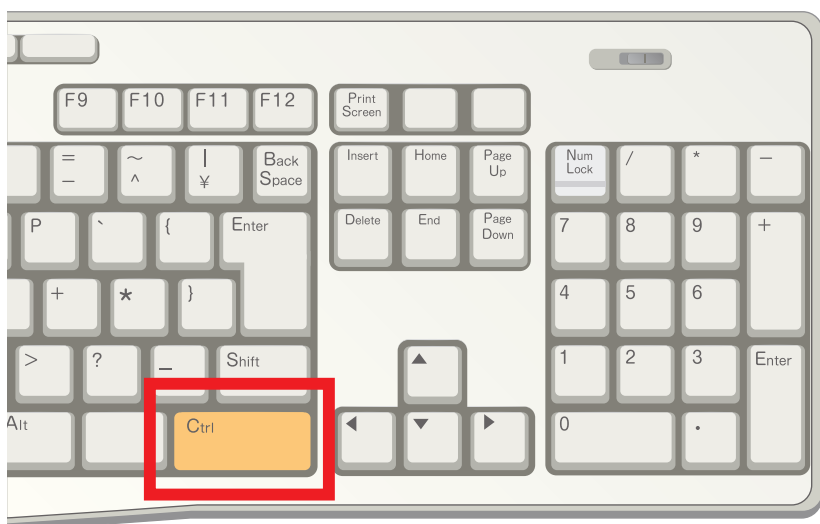 F9 F10 F11 F12 Print
Screen
= ~ | Back
Space Insert Home Page
Up Num
Lock / * −
− ^ ¥
P ` { Enter Delete End Page
Down 7 8 9 +
+ * } 4 5 6
> ? _ Shift ▲ 1 2 3 Enter
Alt Ctrl ◀ ▼ ▶ 0 .